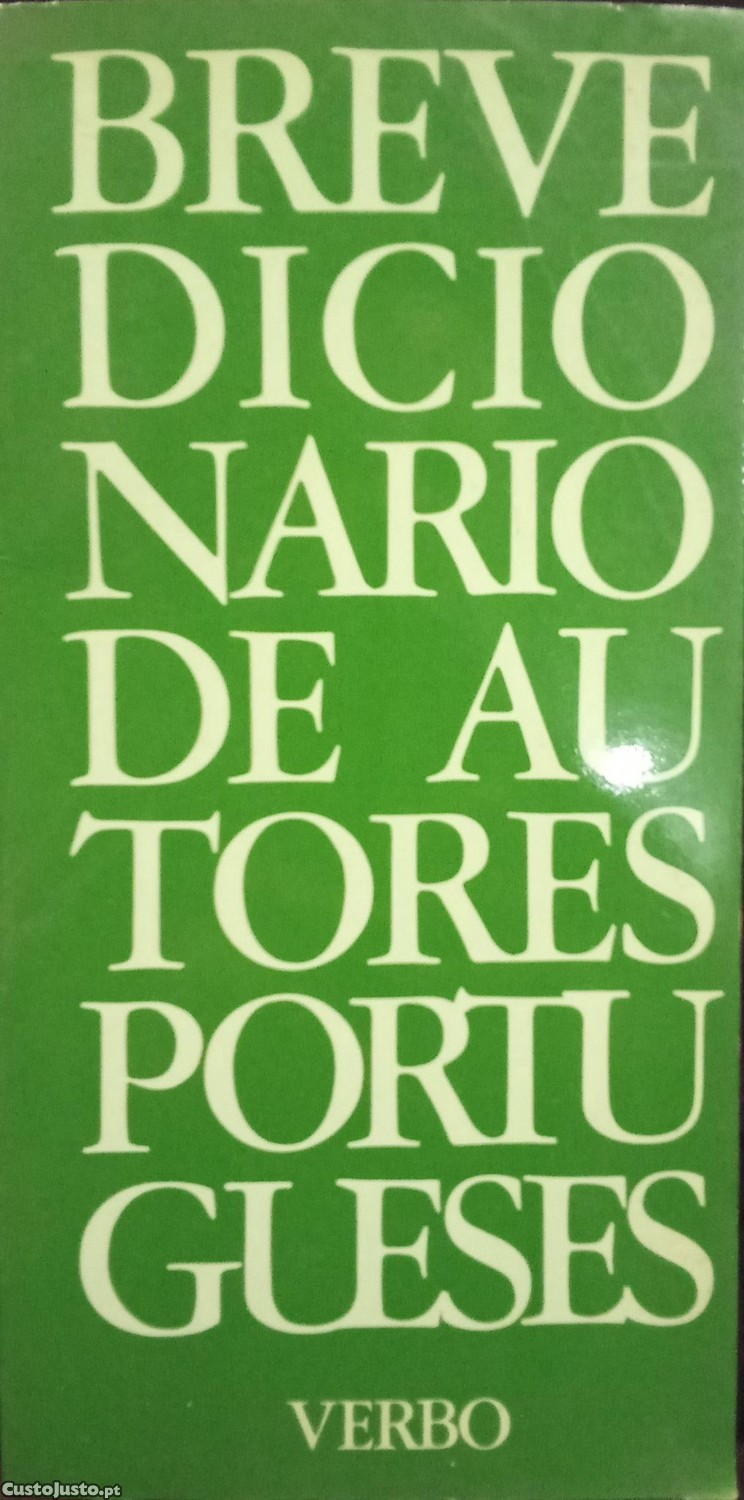 BREVE
DICIO
NARIO
DE AU
TORES
PORTU
GUESES
VERBO
CustoJusto.pt